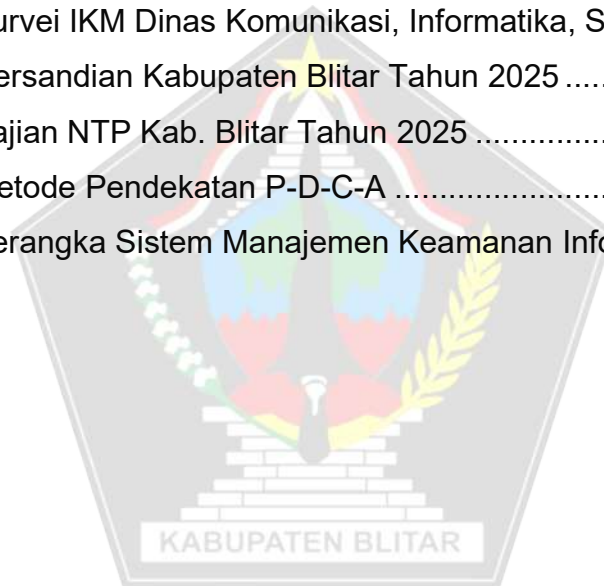 urvei IKM Dinas Komunikasi, Informatika, S
ersandian Kabupaten Blitar Tahun 2025 .....
ajian NTP Kab. Blitar Tahun 2025 ...............
etode Pendekatan P-D-C-A .......................
erangka Sistem Manajemen Keamanan Info
KABUPATEN BLITAR